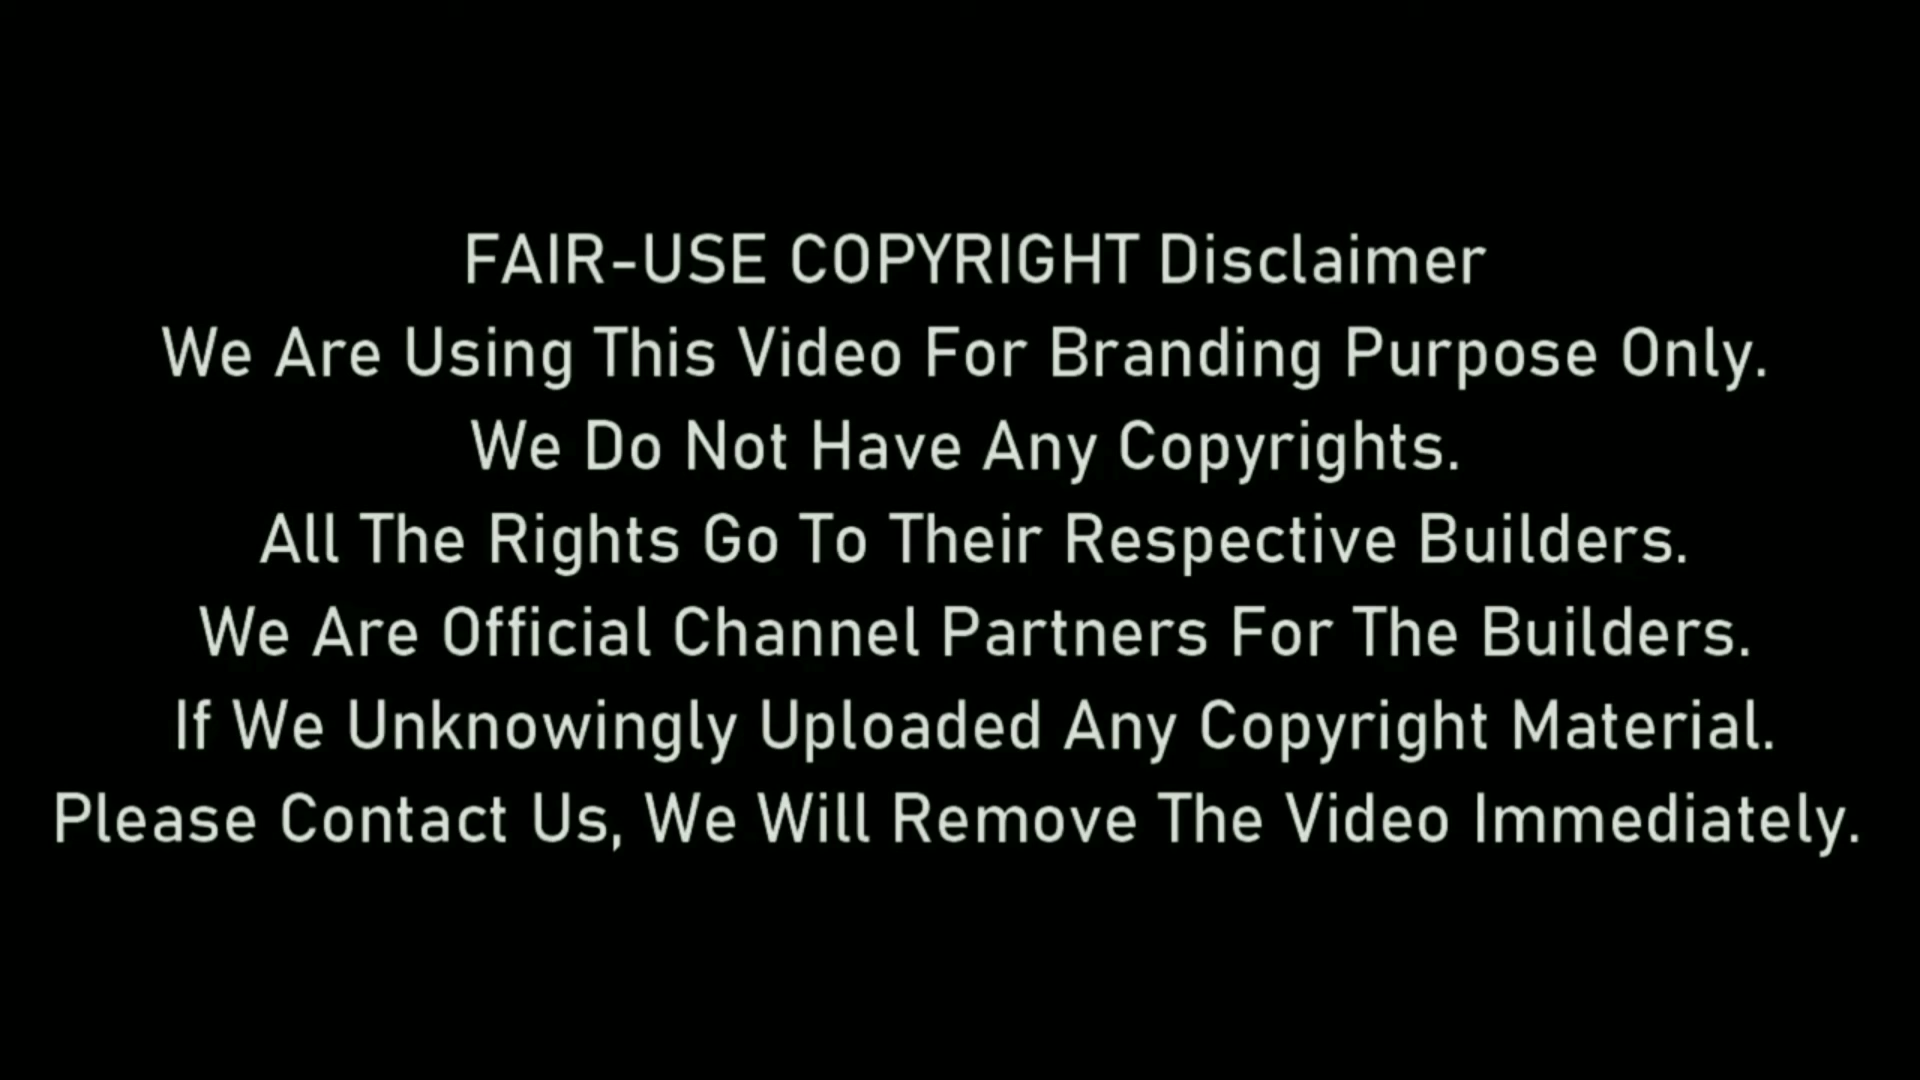 FAIR-USE COPYRIGHT Disclaimer
We Are Using This Video For Branding Purpose Only.
We Do Not Have Any Copyrights.
All The Rights Go To Their Respective Builders.
We Are Official Channel Partners For The Builders.
If We Unknowingly Uploaded Any Copyright Material.
Please Contact Us, We Will Remove The Video Immediately.